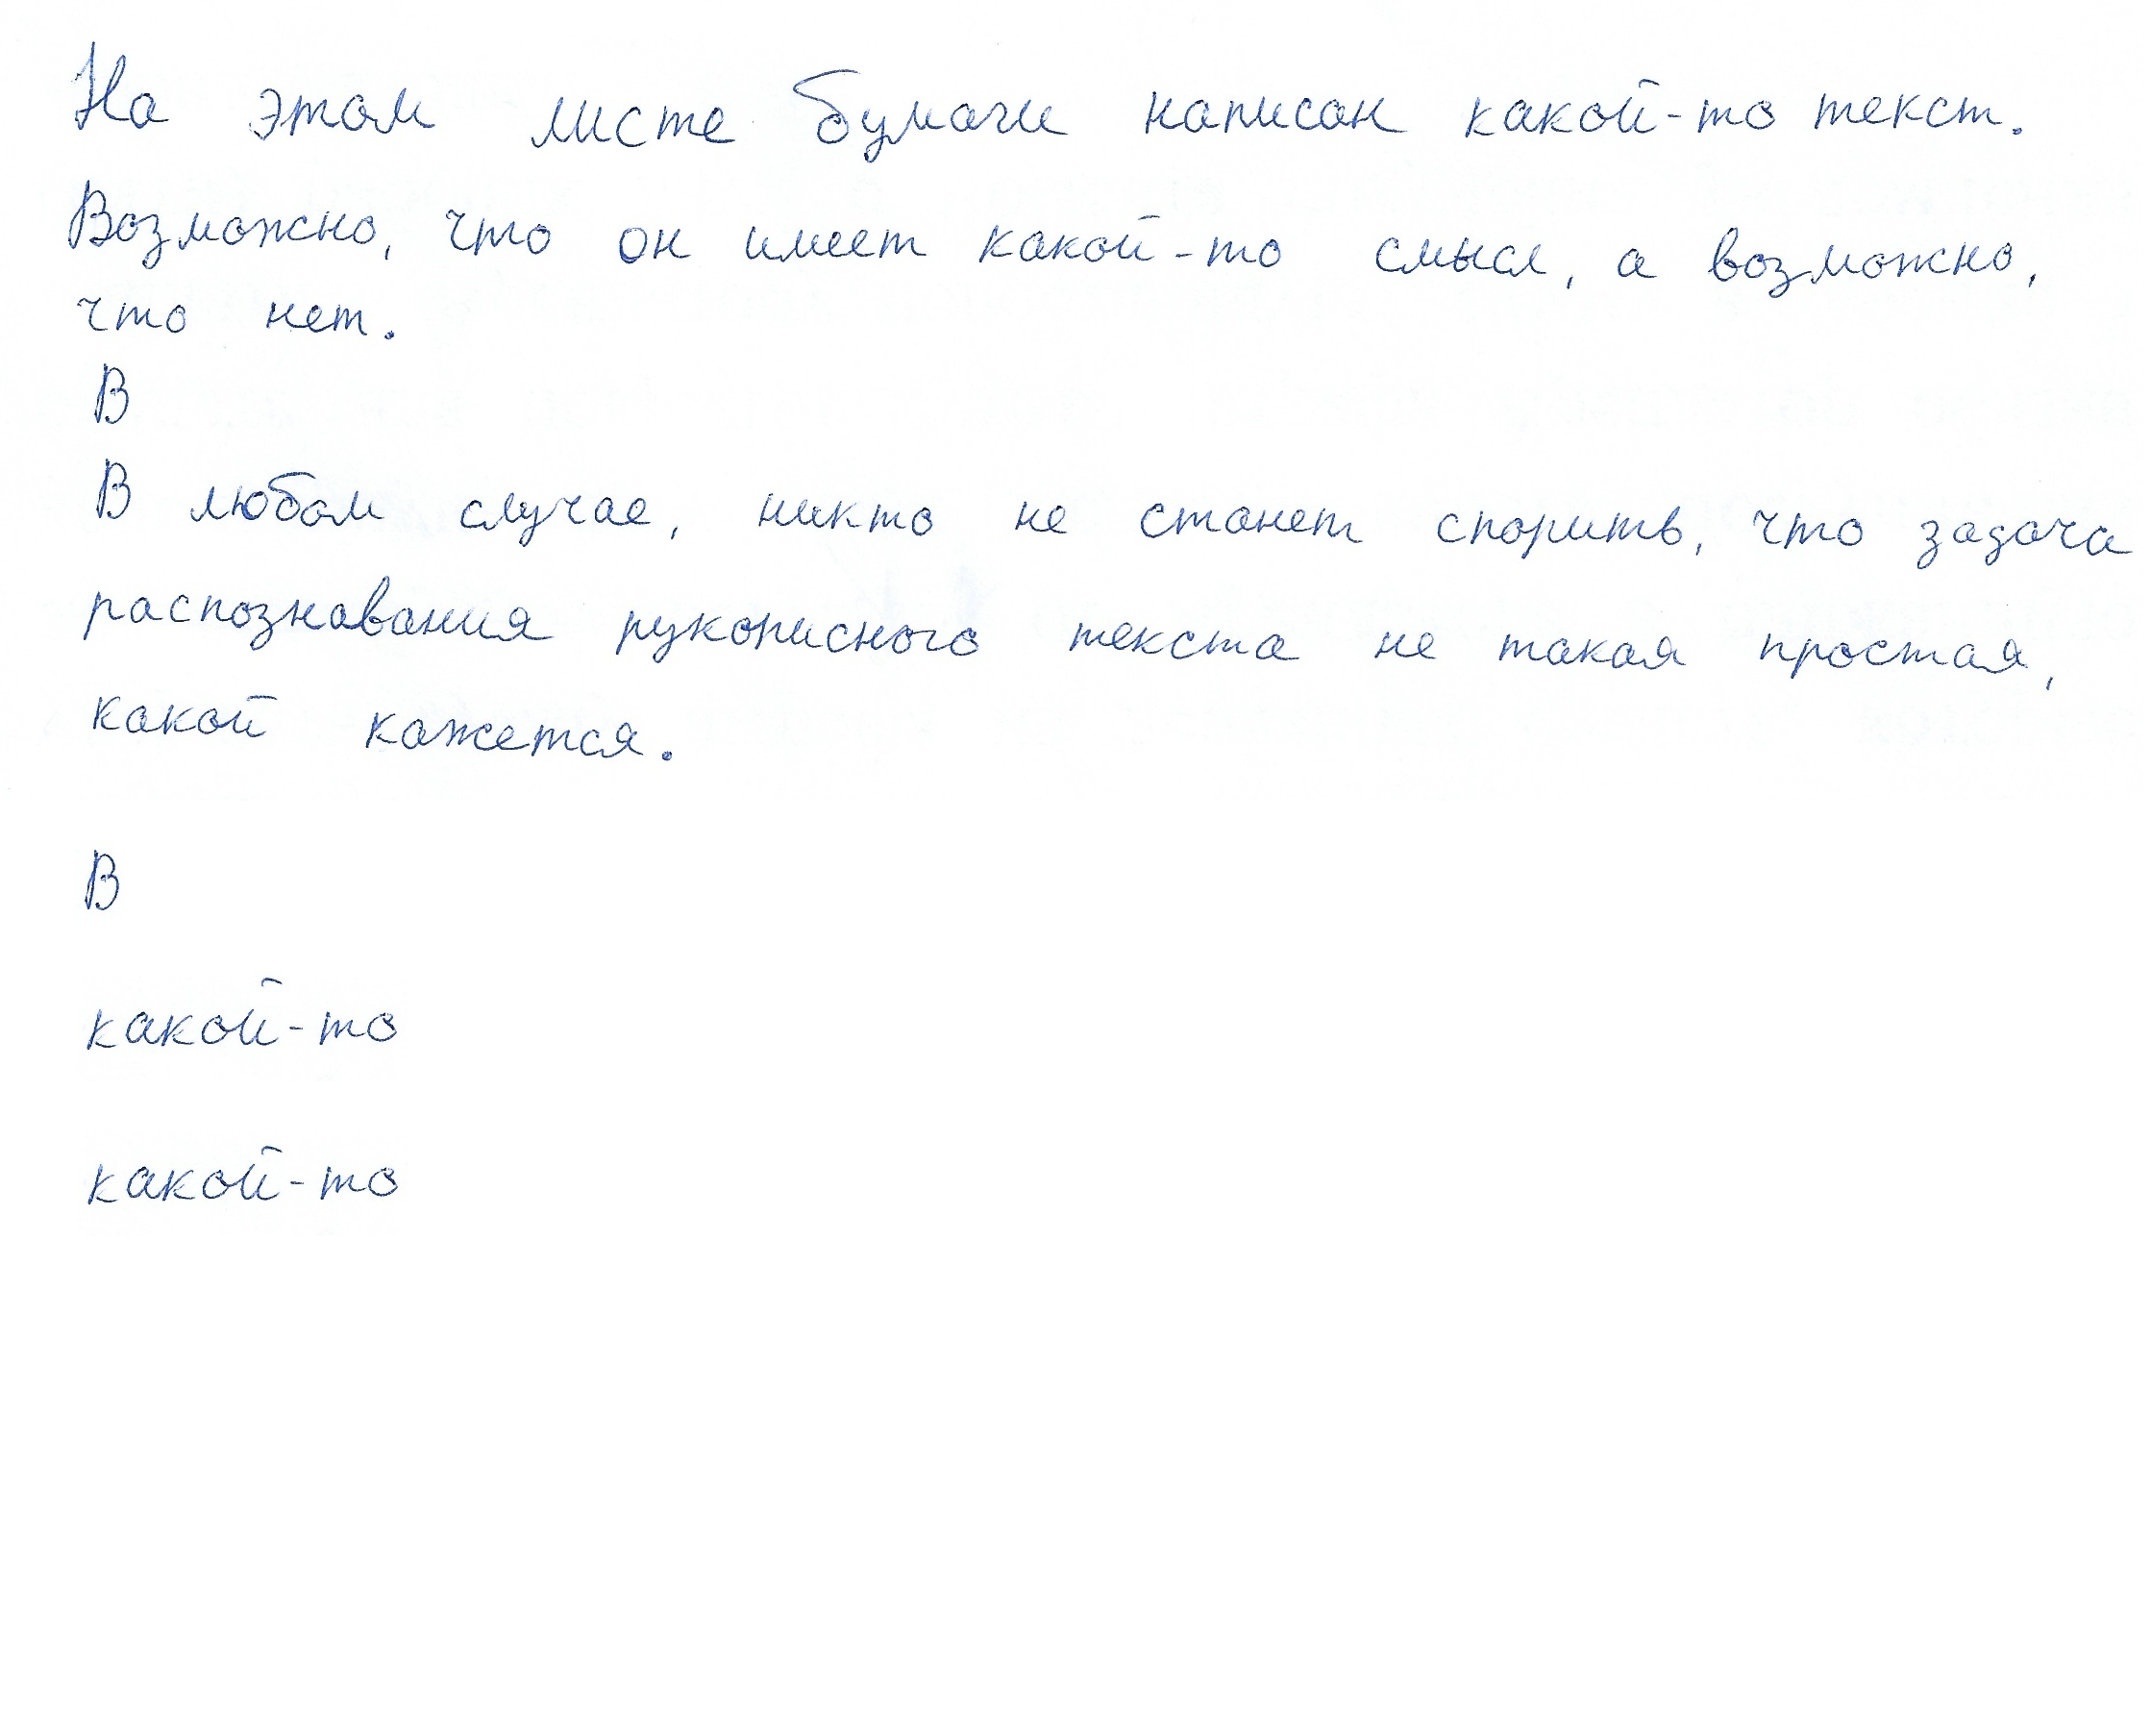 На этом листе бумаги написан какой-то текст.
Возможно, что он имеет какой-то смысл, а возможно,
что нет.
В
В любом случае, никто не станет спорить, что задача
распознавания рукописного текста не такая простая,
какой кажется.
В
какой-то
какой-то